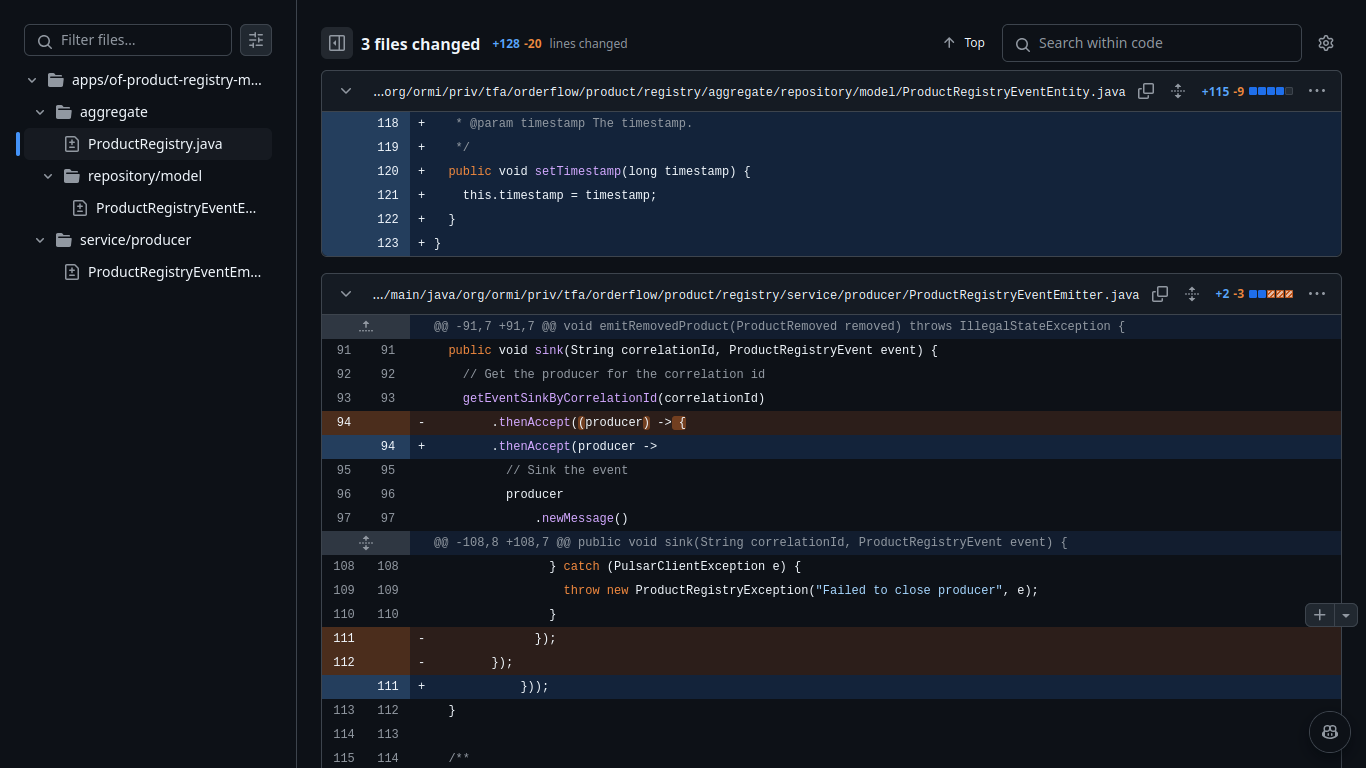 Filter files...
apps/of-product-registry-m...
aggregate
ProductRegistry.java
repository/model
ProductRegistryEventE...
service/producer
ProductRegistryEventEm...
3 files changed +128 -20 lines changed
Top
Search within code
...org/ormi/priv/tfa/orderflow/product/registry/aggregate/repository/model/ProductRegistryEventEntity.java +115 -9
118 + * @param timestamp The timestamp.
119 + */
120 + public void setTimestamp(long timestamp) {
121 + this.timestamp = timestamp;
122 + }
123 + }
.../main/java/org/ormi/priv/tfa/orderflow/product/registry/service/producer/ProductRegistryEventEmitter.java +2 -3
@@ -91,7 +91,7 @@ void emitRemovedProduct(ProductRemoved removed) throws IllegalStateException {
91 91 public void sink(String correlationId, ProductRegistryEvent event) {
92 92 // Get the producer for the correlation id
93 93 getEventSinkByCorrelationId(correlationId)
94 - .thenAccept((producer) -> {
94 + .thenAccept(producer ->
95 95 // Sink the event
96 96 producer
97 97 .newMessage()
@@ -108,8 +108,7 @@ public void sink(String correlationId, ProductRegistryEvent event) {
108 108 } catch (PulsarClientException e) {
109 109 throw new ProductRegistryException("Failed to close producer", e);
110 110 }
111 - });
112 - });
111 + }));
113 112 }
114 113
115 114 /**